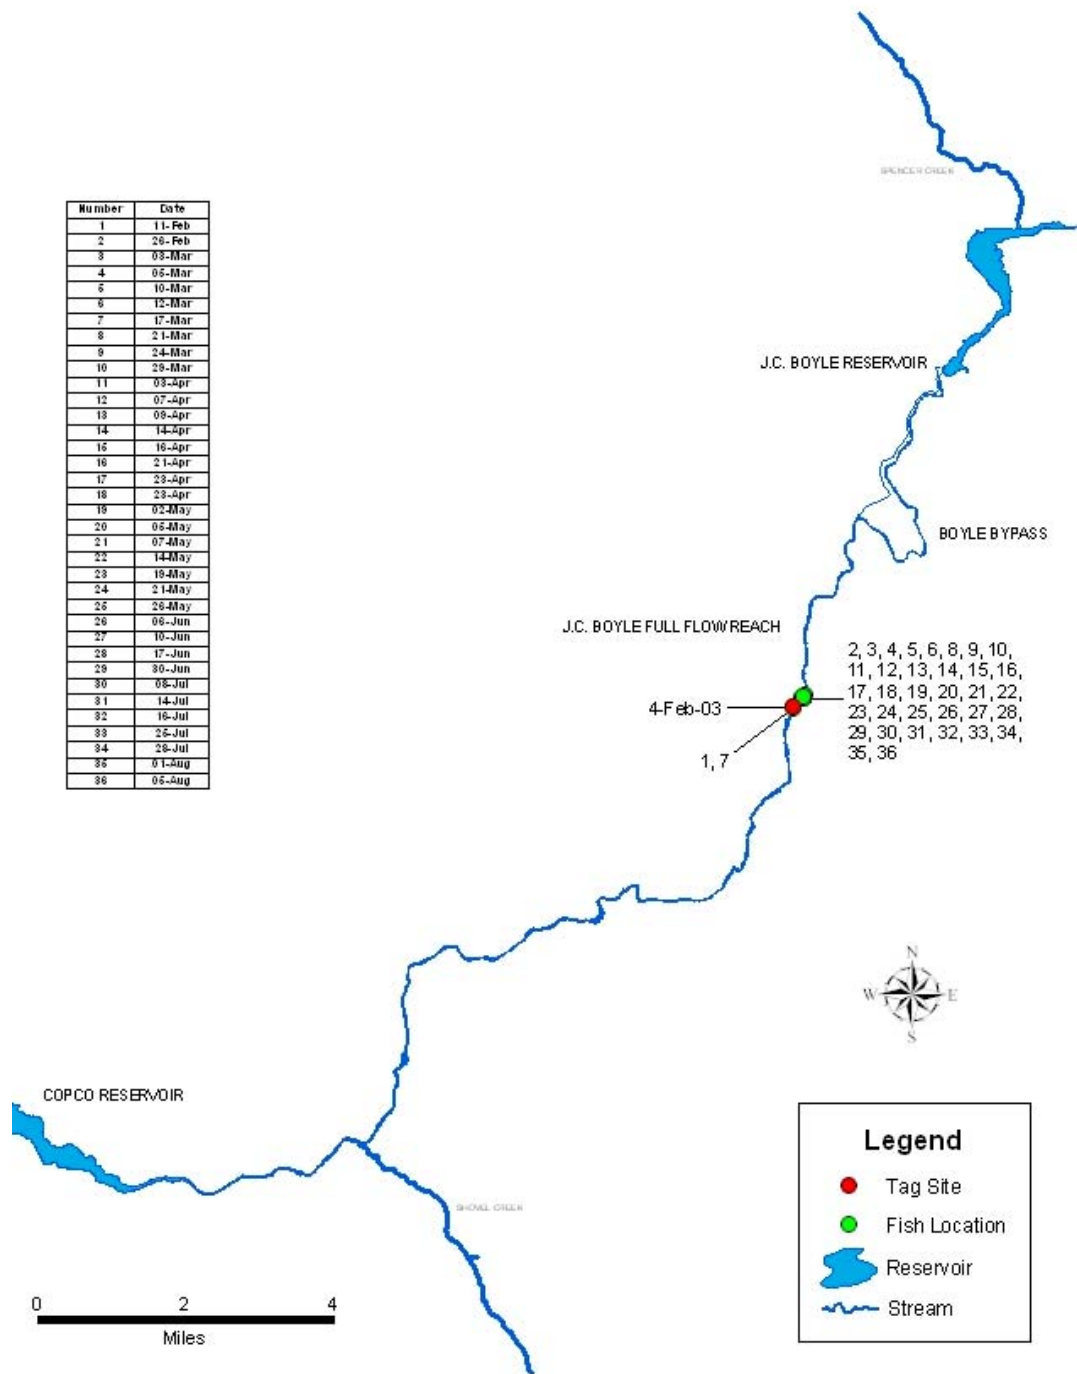 SPENCER CREEK
Number Date
1 11-Feb
2 26-Feb
3 03-Mar
4 05-Mar
5 10-Mar
6 12-Mar
7 17-Mar
8 21-Mar
9 24-Mar
10 29-Mar
11 03-Apr
12 07-Apr
13 09-Apr
14 14-Apr
15 16-Apr
16 21-Apr
17 23-Apr
18 23-Apr
19 02-May
20 05-May
21 07-May
22 14-May
23 19-May
24 21-May
25 26-May
26 06-Jun
27 10-Jun
28 17-Jun
29 30-Jun
30 08-Jul
31 14-Jul
32 16-Jul
33 25-Jul
34 28-Jul
35 01-Aug
36 05-Aug
J.C. BOYLE RESERVOIR
BOYLE BYPASS
J.C. BOYLE FULL FLOW REACH
2, 3, 4, 5, 6, 8, 9, 10,
11, 12, 13, 14, 15, 16,
17, 18, 19, 20, 21, 22,
23, 24, 25, 26, 27, 28,
29, 30, 31, 32, 33, 34,
35, 36
4-Feb-03
1, 7
N
W E
S
COPCO RESERVOIR
SHOVEL CREEK
Legend
Tag Site
Fish Location
Reservoir
Stream
0 2 4
Miles